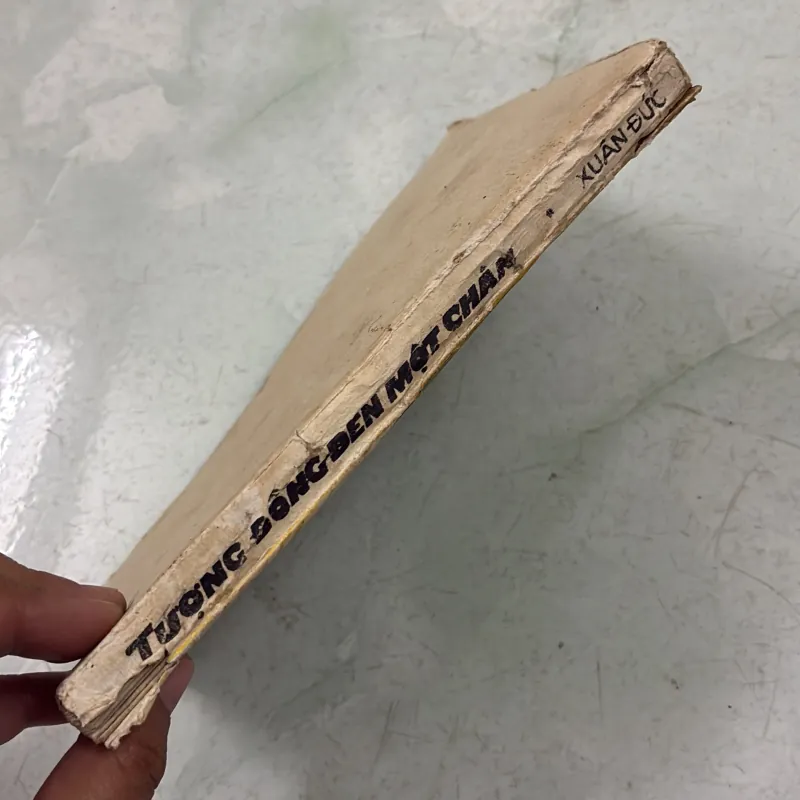 TƯỢNG ĐỒNG ĐEN MỘT CHÂN * XUÂN ĐỨC